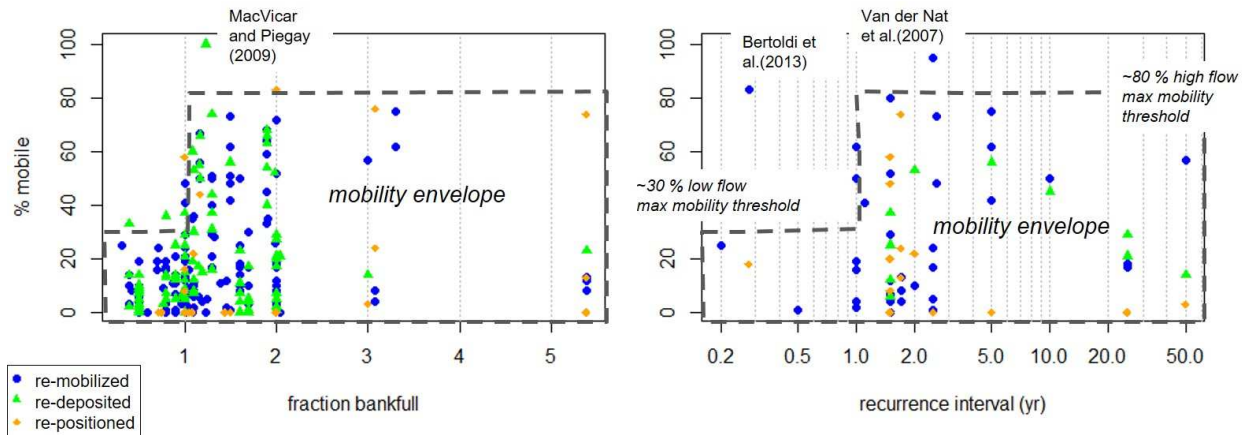 MacVicar
and Piegay
(2009)
% mobile
0
20
40
60
80
100
mobility envelope
1
2
3
4
5
fraction bankfull
re-mobilized
re-deposited
re-positioned
Van der Nat
et al.(2007)
Bertoldi et
al.(2013)
~80 % high flow
max mobility
threshold
~30 % low flow
max mobility threshold
mobility envelope
0
20
40
60
80
100
0.2
0.5
1.0
2.0
5.0
10.0
20.0
50.0
recurrence interval (yr)